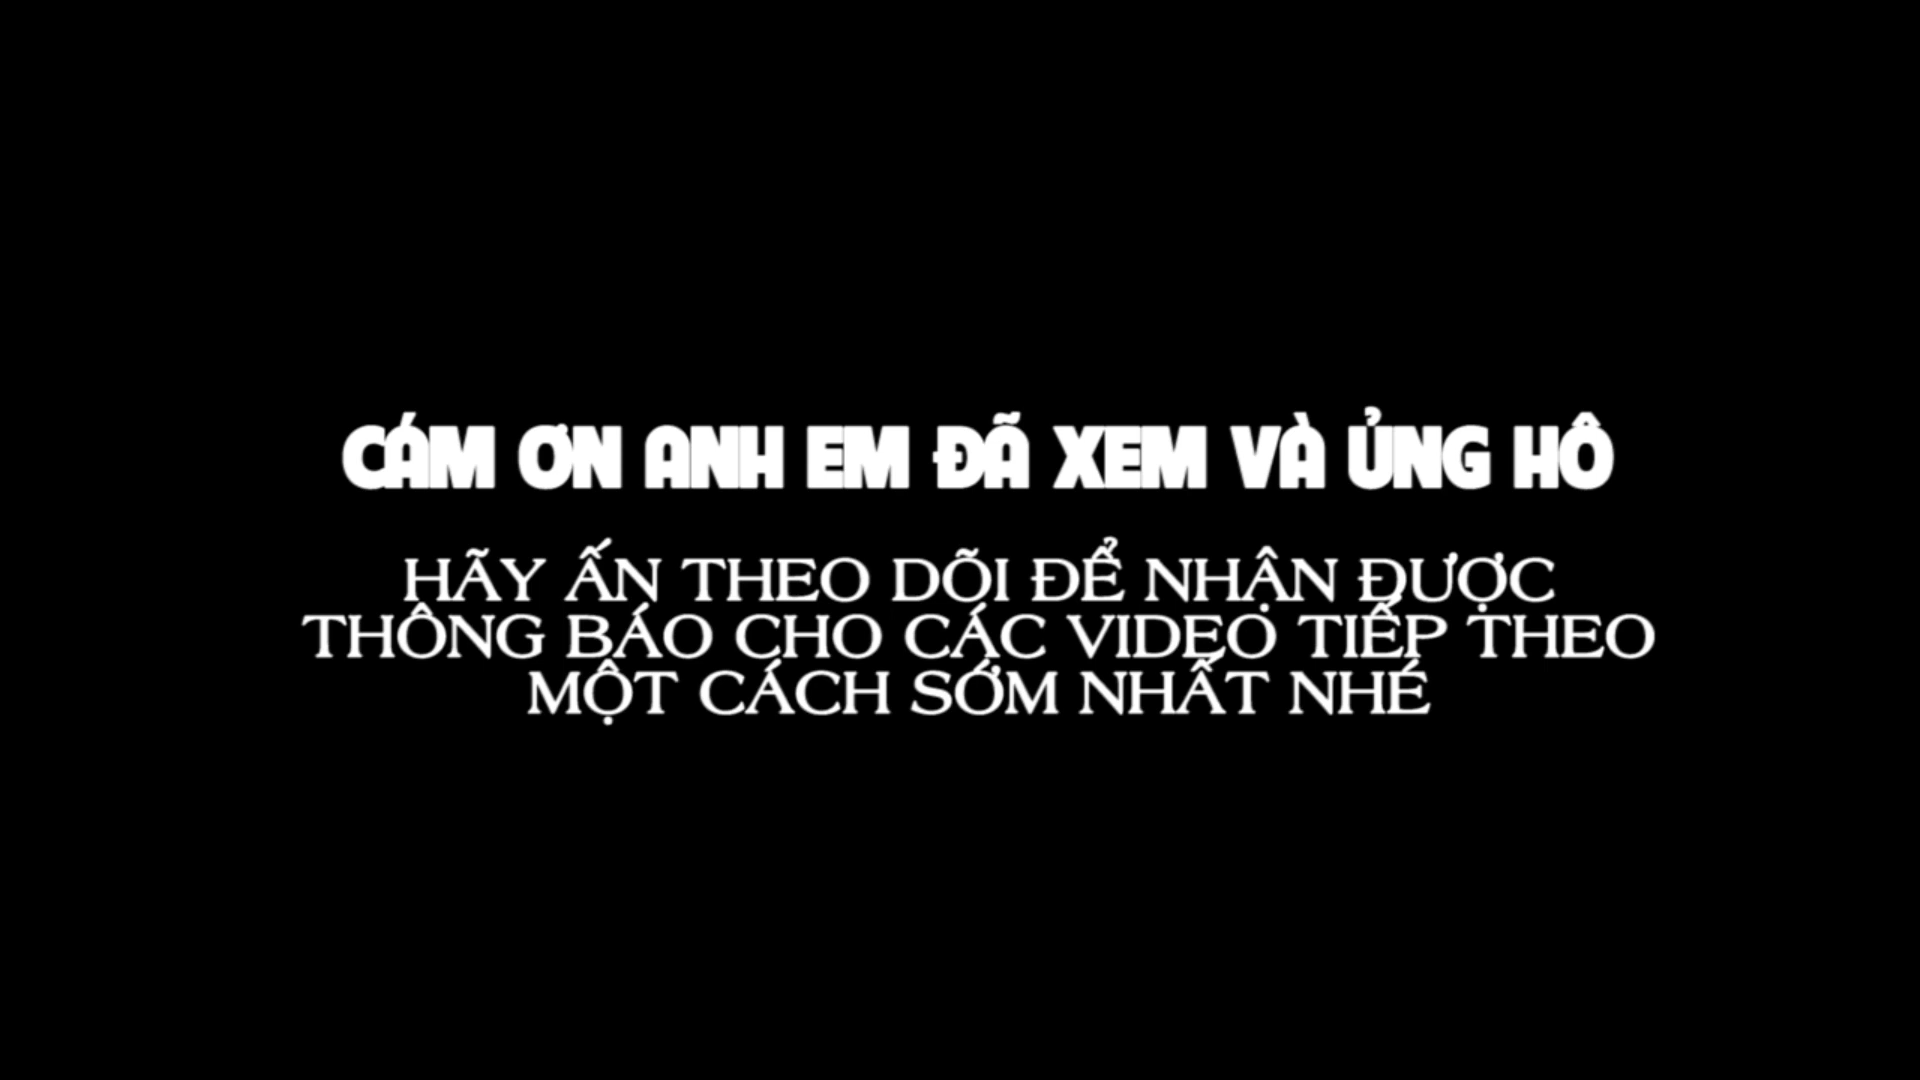 CÁM ƠN ANH EM ĐÃ XEM VÀ ỦNG HÔ
HÃY ẤN THEO DÕI ĐỂ NHẬN ĐƯỢC
THÔNG BÁO CHO CÁC VIDEO TIẾP THEO
MỘT CÁCH SỚM NHẤT NHÉ